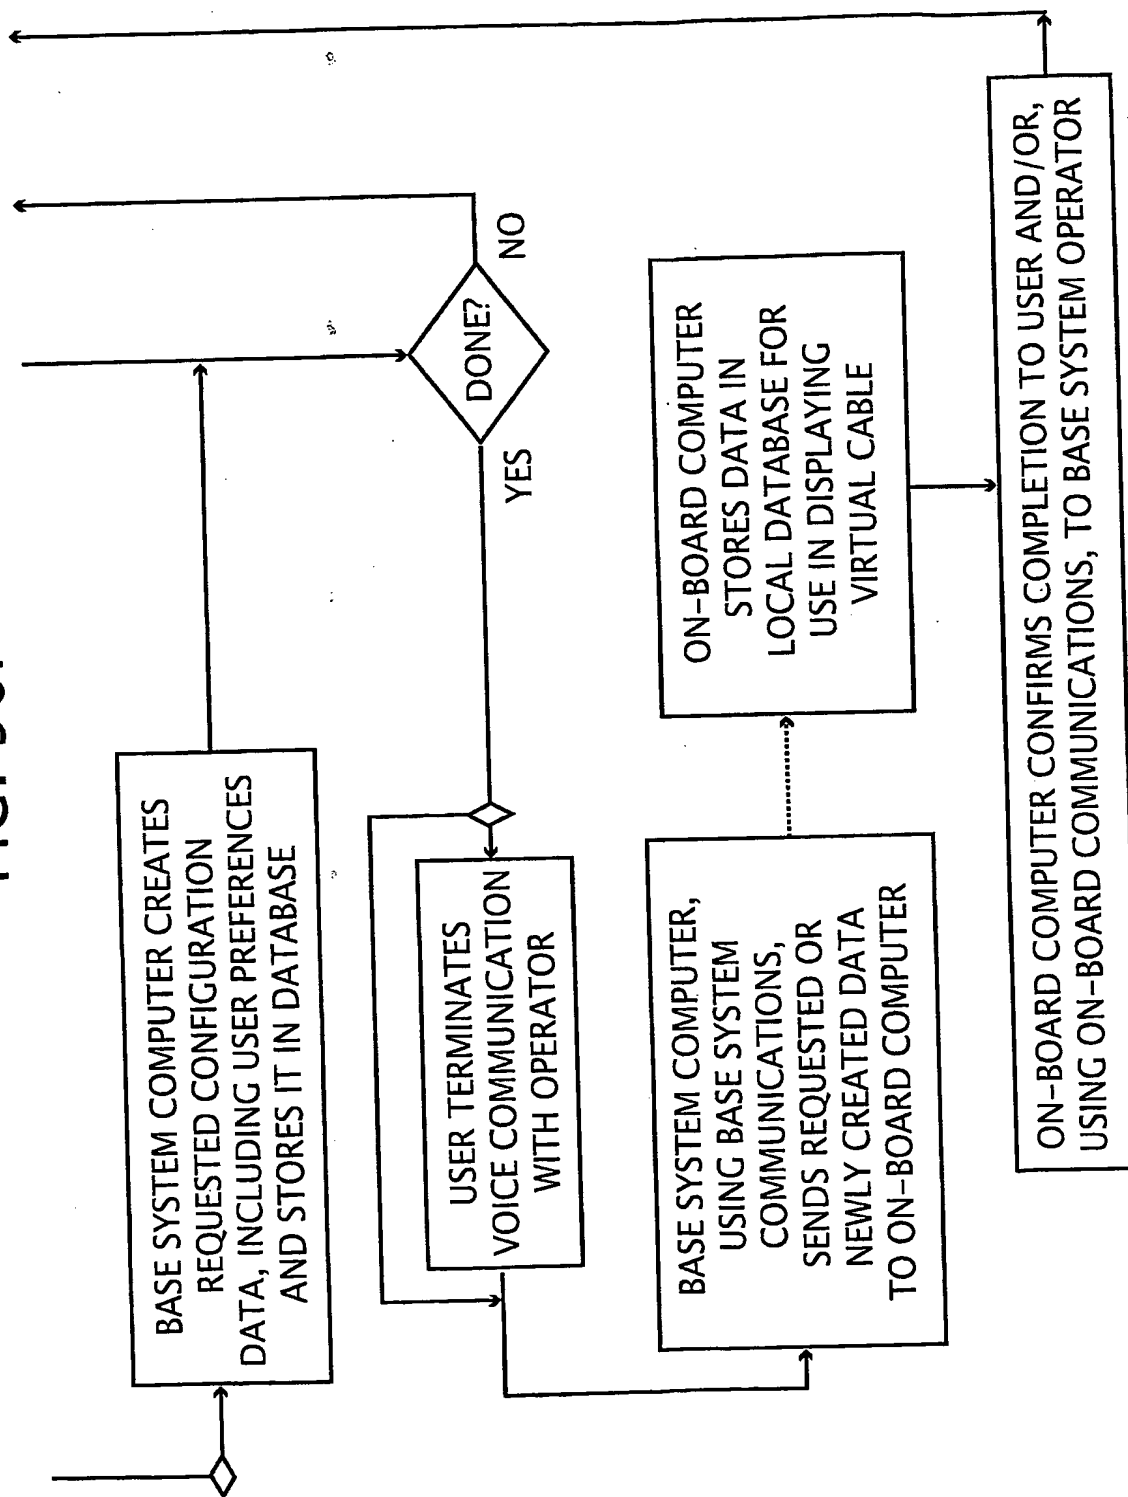 BASE SYSTEM COMPUTER CREATES
REQUESTED CONFIGURATION
DATA, INCLUDING USER PREFERENCES
AND STORES IT IN DATABASE
DONE?
NO
YES
USER TERMINATES
VOICE COMMUNICATION
WITH OPERATOR
BASE SYSTEM COMPUTER,
USING BASE SYSTEM
COMMUNICATIONS,
SENDS REQUESTED OR
NEWLY CREATED DATA
TO ON-BOARD COMPUTER
ON-BOARD COMPUTER
STORES DATA IN
LOCAL DATABASE FOR
USE IN DISPLAYING
VIRTUAL CABLE
ON-BOARD COMPUTER CONFIRMS COMPLETION TO USER AND/OR,
USING ON-BOARD COMMUNICATIONS, TO BASE SYSTEM OPERATOR